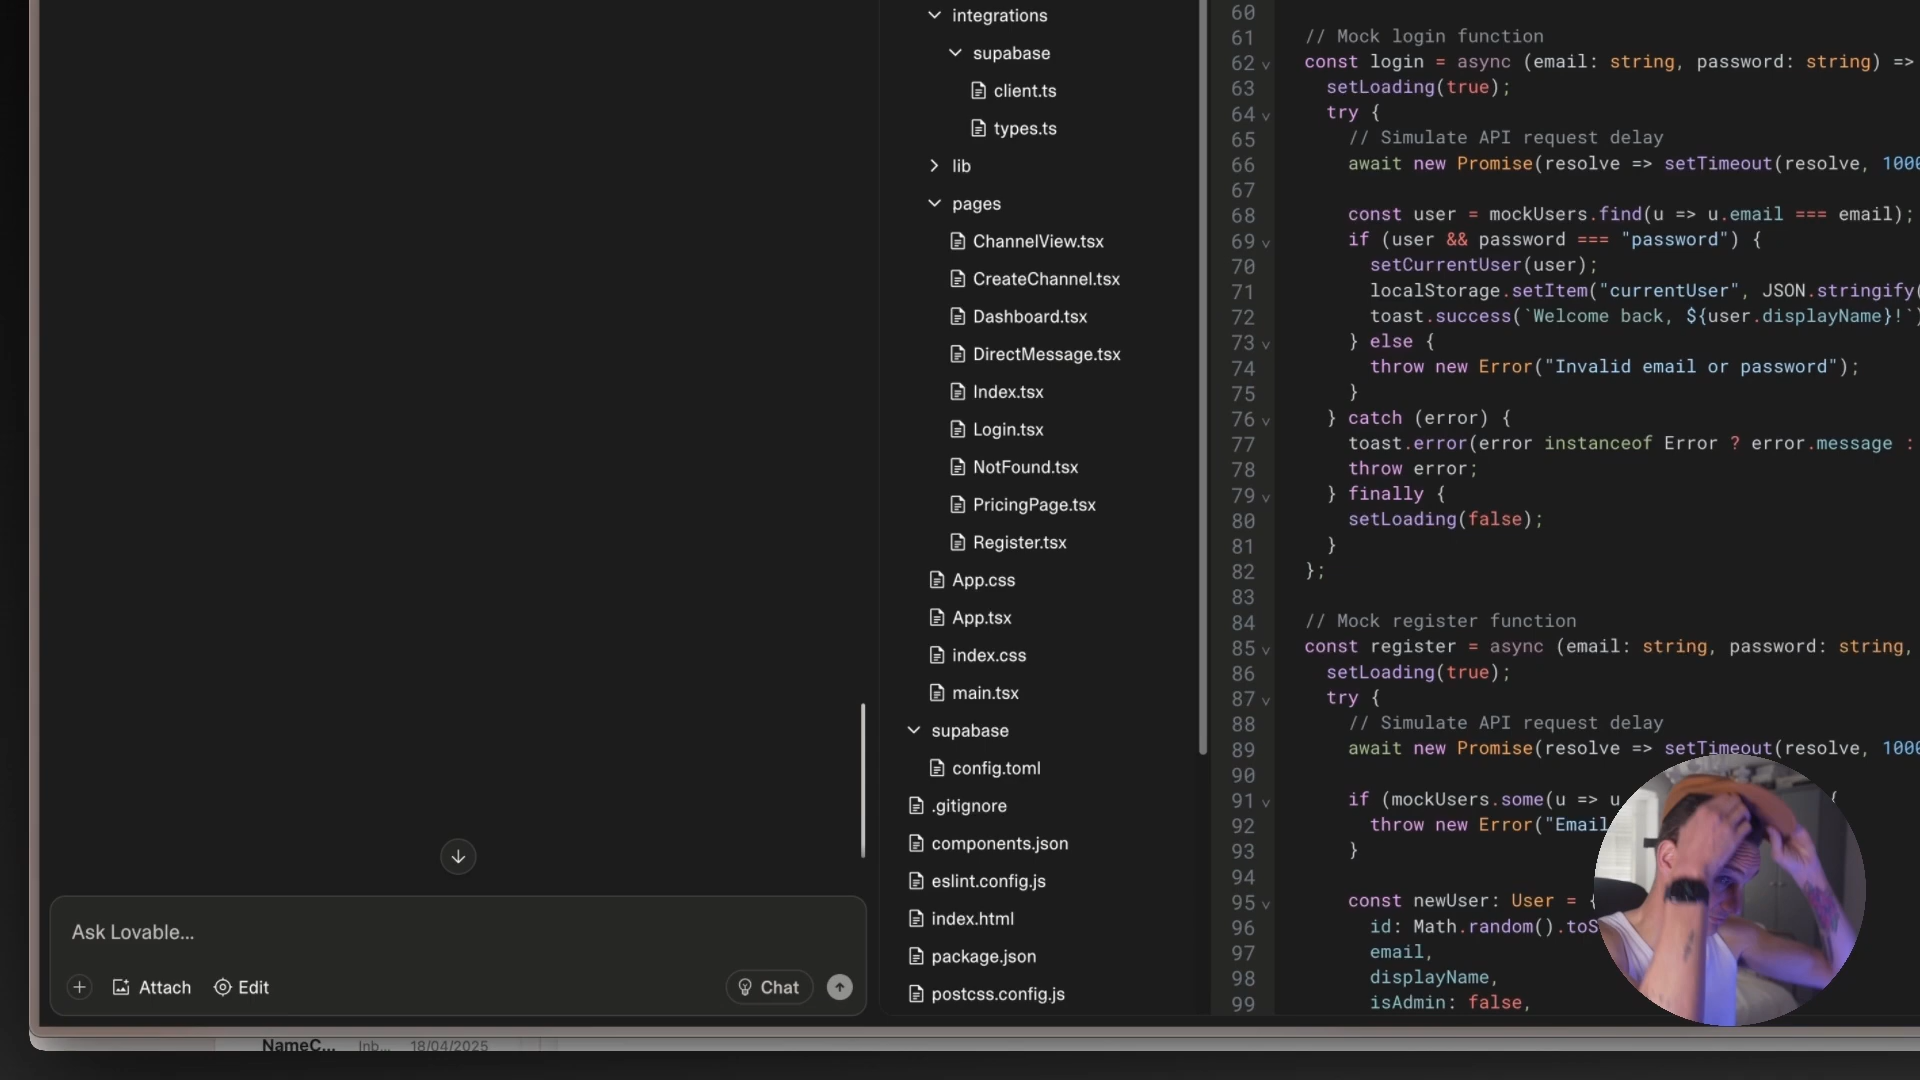 Ask Lovable...
Attach
Edit
Chat
integrations
supabase
client.ts
types.ts
lib
pages
ChannelView.tsx
CreateChannel.tsx
Dashboard.tsx
DirectMessage.tsx
Index.tsx
Login.tsx
NotFound.tsx
PricingPage.tsx
Register.tsx
App.css
App.tsx
index.css
main.tsx
supabase
config.toml
.gitignore
components.json
eslint.config.js
index.html
package.json
postcss.config.js
60
61 // Mock login function
62 const login = async (email: string, password: string) =>
63 setLoading(true);
64 try {
65 // Simulate API request delay
66 await new Promise(resolve => setTimeout(resolve, 1000
67
68 const user = mockUsers.find(u => u.email === email);
69 if (user && password === "password") {
70 setCurrentUser(user);
71 localStorage.setItem("currentUser", JSON.stringify(
72 toast.success(`Welcome back, ${user.displayName}!`)
73 } else {
74 throw new Error("Invalid email or password");
75 }
76 } catch (error) {
77 toast.error(error instanceof Error ? error.message :
78 throw error;
79 } finally {
80 setLoading(false);
81 }
82 };
83
84 // Mock register function
85 const register = async (email: string, password: string,
86 setLoading(true);
87 try {
88 // Simulate API request delay
89 await new Promise(resolve => setTimeout(resolve, 1000
90
91 if (mockUsers.some(u => u {
92 throw new Error("Email
93 }
94
95 const newUser: User = {
96 id: Math.random().toS
97 email,
98 displayName,
99 isAdmin: false,
NameC... Inb... 18/04/2025